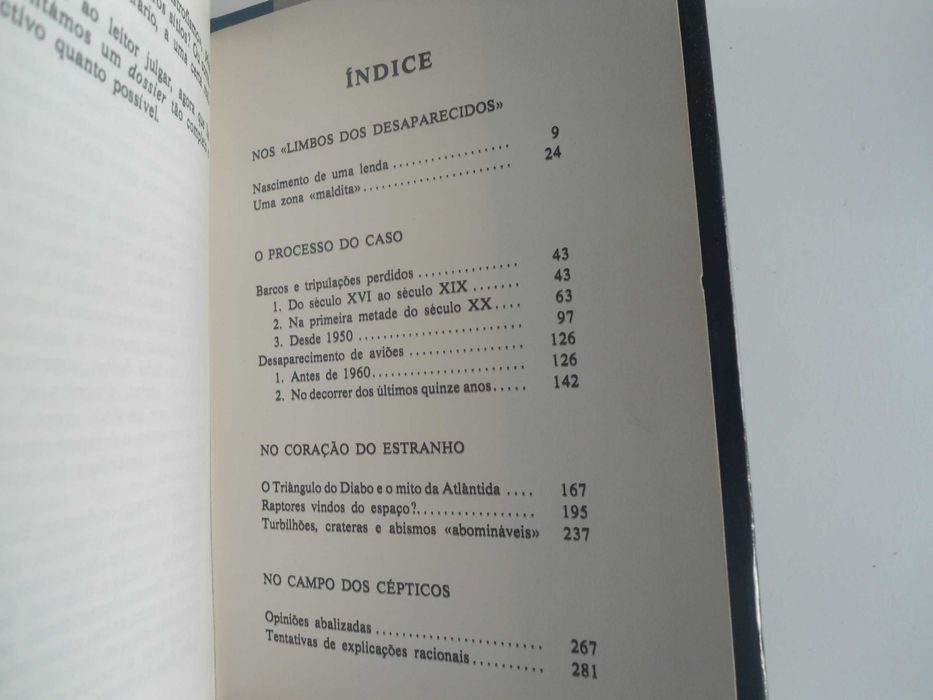 ao leitor julgar, agora que
ntámos um dossier tão completo
ctivo quanto possível.
ÍNDICE
NOS «LIMBOS DOS DESAPARECIDOS»
Nascimento de uma lenda .................. 9
Uma zona «maldita»........................ 24
O PROCESSO DO CASO
Barcos e tripulações perdidos ............... 43
1. Do século XVI ao século XIX ....... 43
2. Na primeira metade do século XX.... 63
3. Desde 1950 ........................ 97
Desaparecimento de aviões ................. 126
1. Antes de 1960....................... 126
2. No decorrer dos últimos quinze anos..... 142
NO CORAÇÃO DO ESTRANHO
O Triângulo do Diabo e o mito da Atlântida .... 167
Raptores vindos do espaço?................. 195
Turbilhões, crateras e abismos «abomináveis» 237
NO CAMPO DOS CÉPTICOS
Opiniões abalizadas ........................ 267
Tentativas de explicações racionais.......... 281